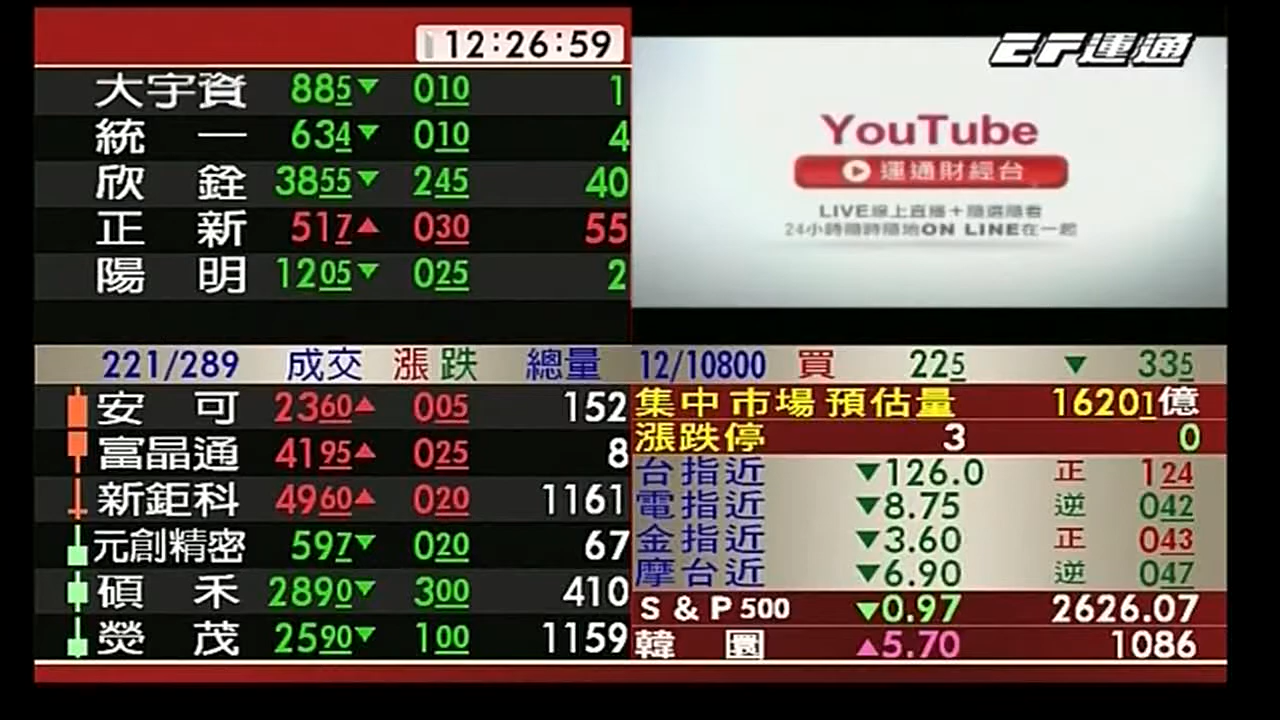 12:26:59
大宇資 885▼ 010 1
統一 634▼ 010 4
欣銓 3855▼ 245 40
正新 517▲ 030 55
陽明 1205▼ 025 2
EF運通
YouTube
運通財經台
LIVE線上直播+隨選隨看
24小時隨時隨地ON LINE在一起
221/289 成交 漲跌 總量
安可 2360▲ 005 152
富晶通 4195▲ 025 8
新鉅科 4960▲ 020 1161
元創精密 597▼ 020 67
碩禾 2890▼ 300 410
熒茂 2590▼ 100 1159
12/10800 買 225 ▼ 335
集中市場預估量 16201億
漲跌停 3 0
台指近 ▼126.0 正 124
電指近 ▼8.75 逆 042
金指近 ▼3.60 正 043
摩台近 ▼6.90 逆 047
S & P 500 ▼0.97 2626.07
韓圜 ▲5.70 1086